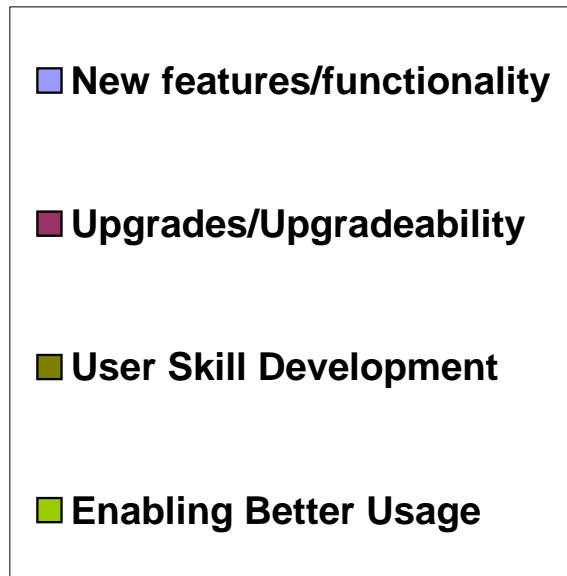 New features/functionality
Upgrades/Upgradeability
User Skill Development
Enabling Better Usage